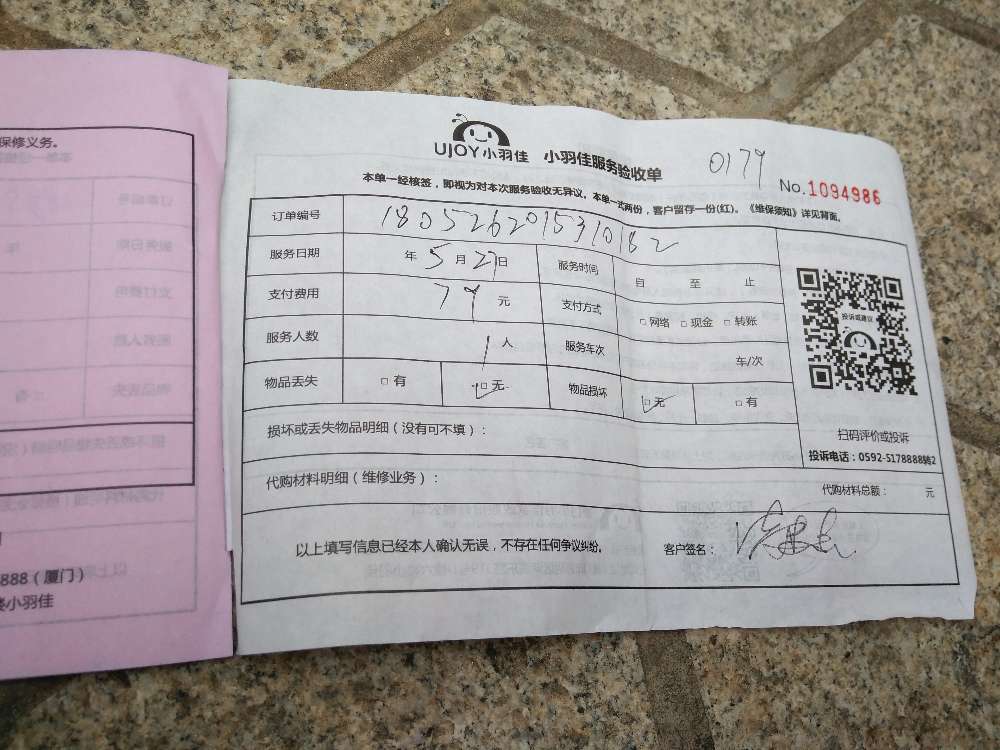 保修义务。
888（厦门）
小羽佳
UJOY小羽佳 小羽佳服务验收单 0179 No.1094986
本单一经核签，即视为对本次服务验收无异议。本单一式两份，客户留存一份(红)。《维保须知》详见背面。
订单编号 1805262015310182
服务日期 年 5 月 27 日 服务时间 自 至 止
支付费用 79 元 支付方式 □网络 □现金 □转账
服务人数 1 人 服务车次 车/次
物品丢失 □有 ☑无 物品损坏 ☑无 □有
投诉或建议
扫码评价或投诉
投诉电话：0592-5178888转2
损坏或丢失物品明细（没有可不填）：
代购材料明细（维修业务）： 代购材料总额： 元
以上填写信息已经本人确认无误，不存在任何争议纠纷。 客户签名：